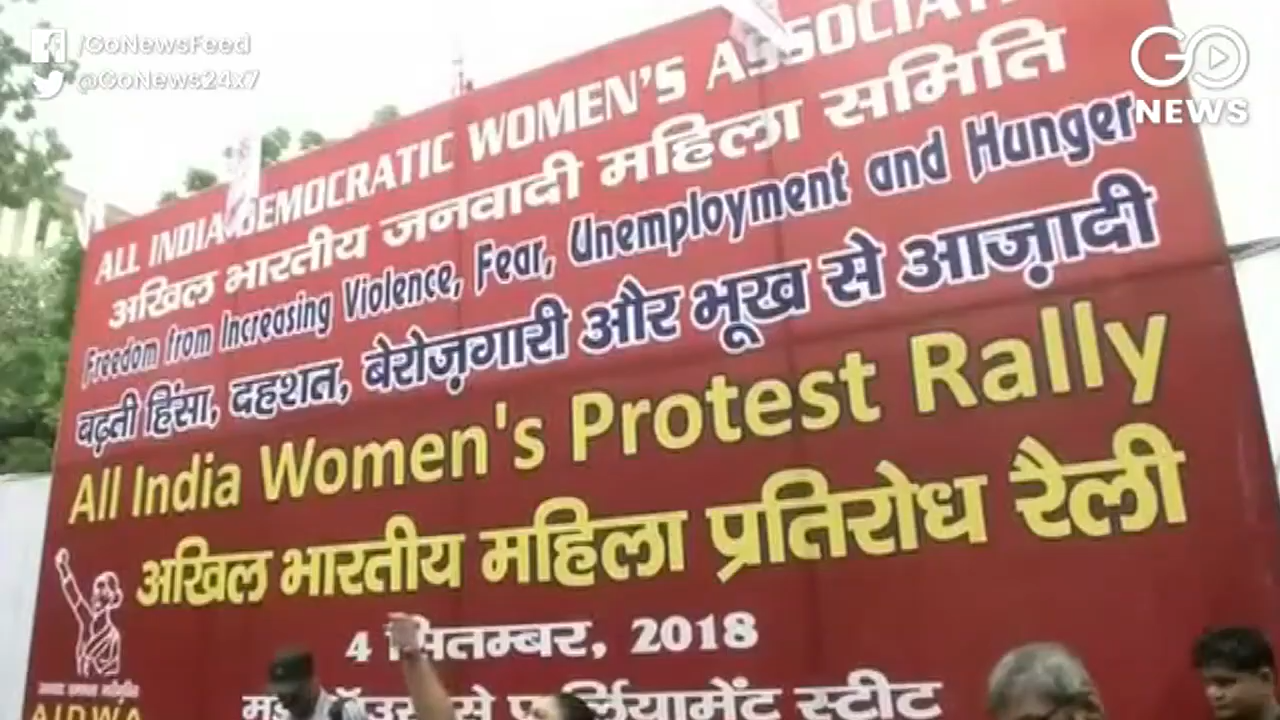 /GoNewsFeed
@GoNews24x7
GO
NEWS
ALL INDIA DEMOCRATIC WOMEN'S
अखिल भारतीय जनवादी महिला समिति
Freedom from Increasing Violence, Fear, Unemployment and Hunger
बढ़ती हिंसा, दहशत, बेरोज़गारी और भूख से आज़ादी
All India Women's Protest Rally
अखिल भारतीय महिला प्रतिरोध रैली
4 सितम्बर, 2018
से पार्लियामेंट स्ट्रीट
AIDWA